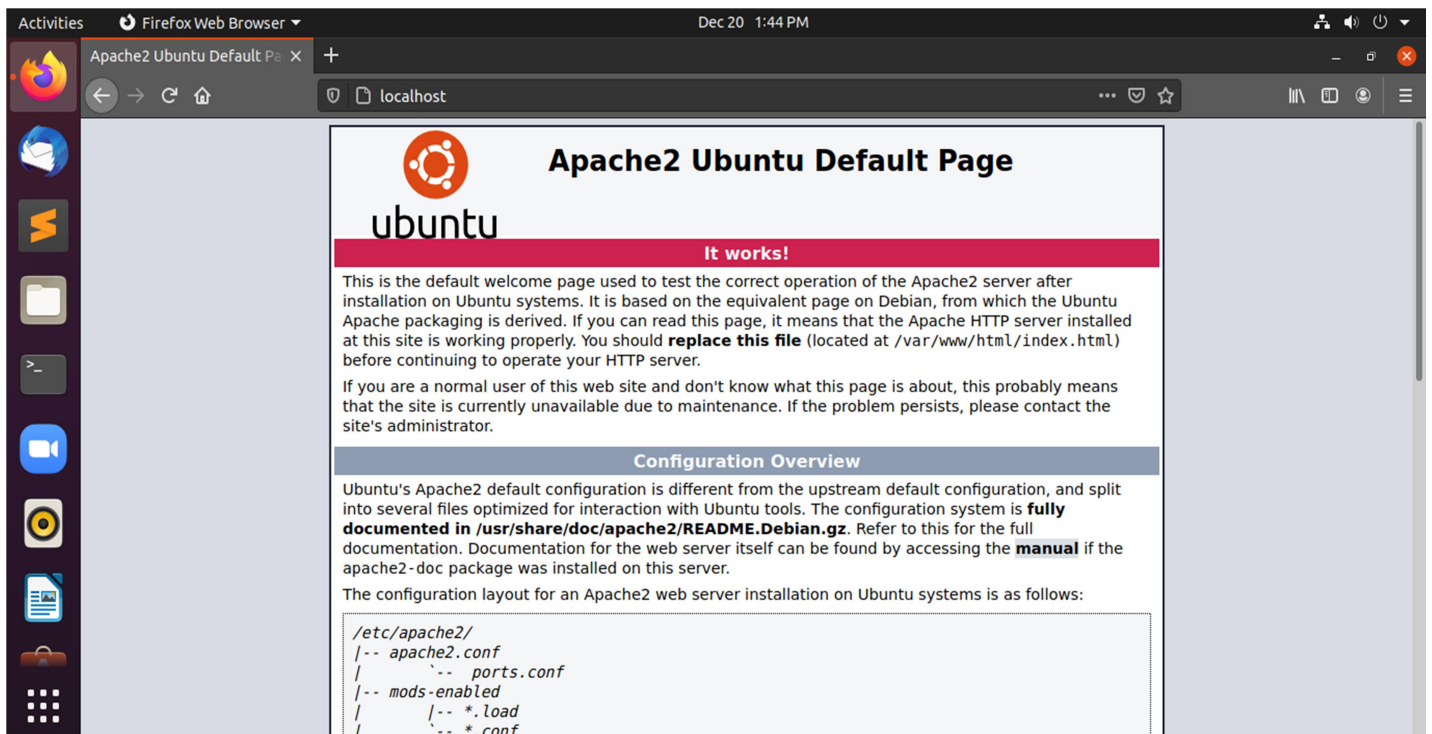 Activities Firefox Web Browser Dec 20 1:44 PM
Apache2 Ubuntu Default Pa
localhost
ubuntu
Apache2 Ubuntu Default Page
It works!
This is the default welcome page used to test the correct operation of the Apache2 server after
installation on Ubuntu systems. It is based on the equivalent page on Debian, from which the Ubuntu
Apache packaging is derived. If you can read this page, it means that the Apache HTTP server installed
at this site is working properly. You should replace this file (located at /var/www/html/index.html)
before continuing to operate your HTTP server.
If you are a normal user of this web site and don't know what this page is about, this probably means
that the site is currently unavailable due to maintenance. If the problem persists, please contact the
site's administrator.
Configuration Overview
Ubuntu's Apache2 default configuration is different from the upstream default configuration, and split
into several files optimized for interaction with Ubuntu tools. The configuration system is fully
documented in /usr/share/doc/apache2/README.Debian.gz. Refer to this for the full
documentation. Documentation for the web server itself can be found by accessing the manual if the
apache2-doc package was installed on this server.
The configuration layout for an Apache2 web server installation on Ubuntu systems is as follows:
/etc/apache2/
|-- apache2.conf
|       `--  ports.conf
|-- mods-enabled
|       |-- *.load
|       `-- *.conf